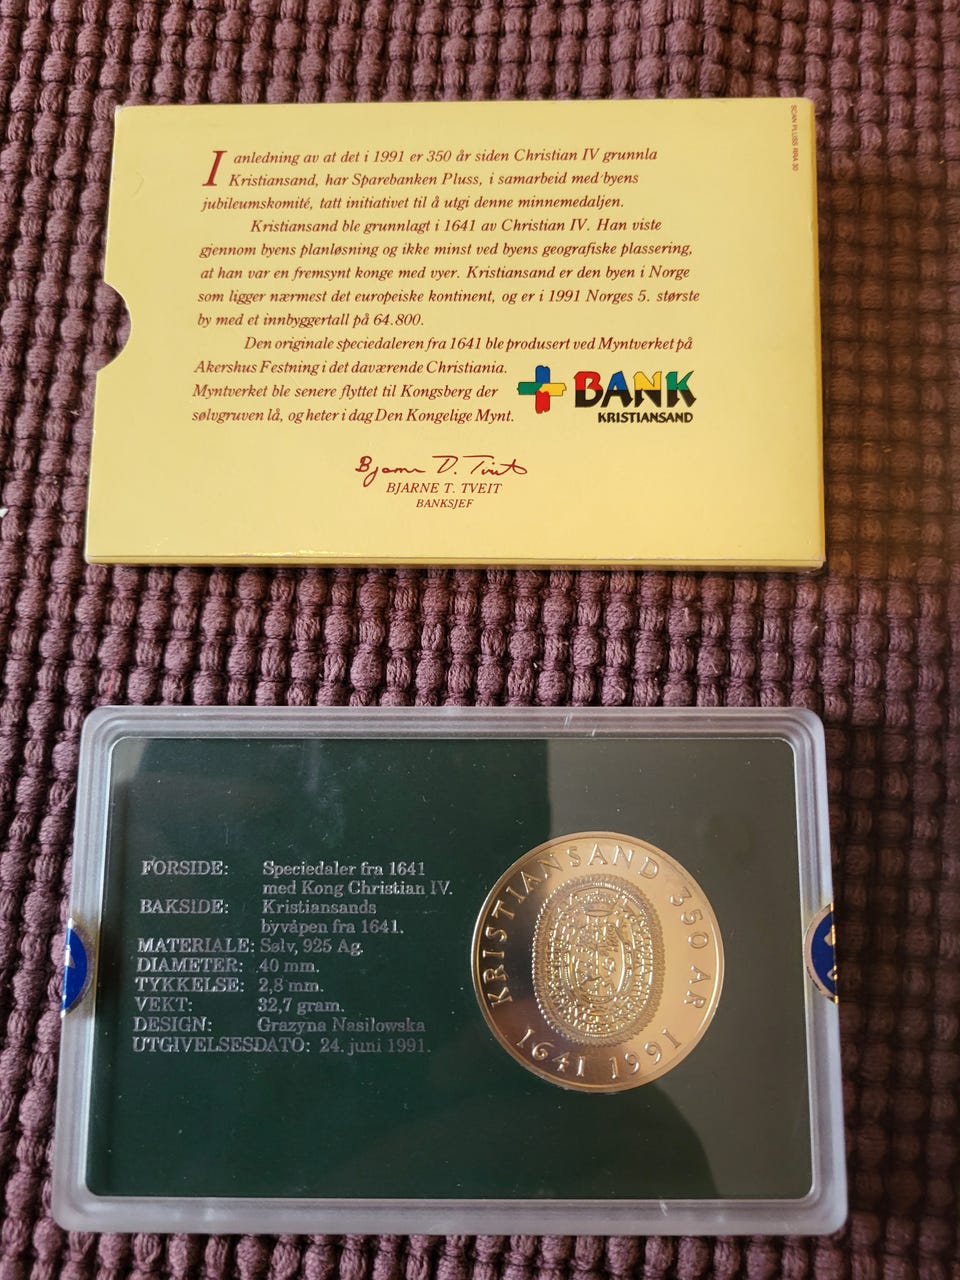 SCAN PLUSS RRA 30
I anledning av at det i 1991 er 350 år siden Christian IV grunnla
Kristiansand, har Sparebanken Pluss, i samarbeid med byens
jubileumskomité, tatt initiativet til å utgi denne minnemedaljen.
Kristiansand ble grunnlagt i 1641 av Christian IV. Han viste
gjennom byens planløsning og ikke minst ved byens geografiske plassering,
at han var en fremsynt konge med vyer. Kristiansand er den byen i Norge
som ligger nærmest det europeiske kontinent, og er i 1991 Norges 5. største
by med et innbyggertall på 64.800.
Den originale speciedaleren fra 1641 ble produsert ved Myntverket på
Akershus Festning i det daværende Christiania.
Myntverket ble senere flyttet til Kongsberg der
sølvgruven lå, og heter i dag Den Kongelige Mynt.
BANK
KRISTIANSAND
Bjarne T. Tveit
BJARNE T. TVEIT
BANKSJEF
FORSIDE: Speciedaler fra 1641
med Kong Christian IV.
BAKSIDE: Kristiansands
byvåpen fra 1641.
MATERIALE: Sølv, 925 Ag.
DIAMETER: 40 mm.
TYKKELSE: 2,8 mm.
VEKT: 32,7 gram.
DESIGN: Grazyna Nasilowska
UTGIVELSESDATO: 24. juni 1991.
KRISTIANSAND 350 ÅR
1641 1991